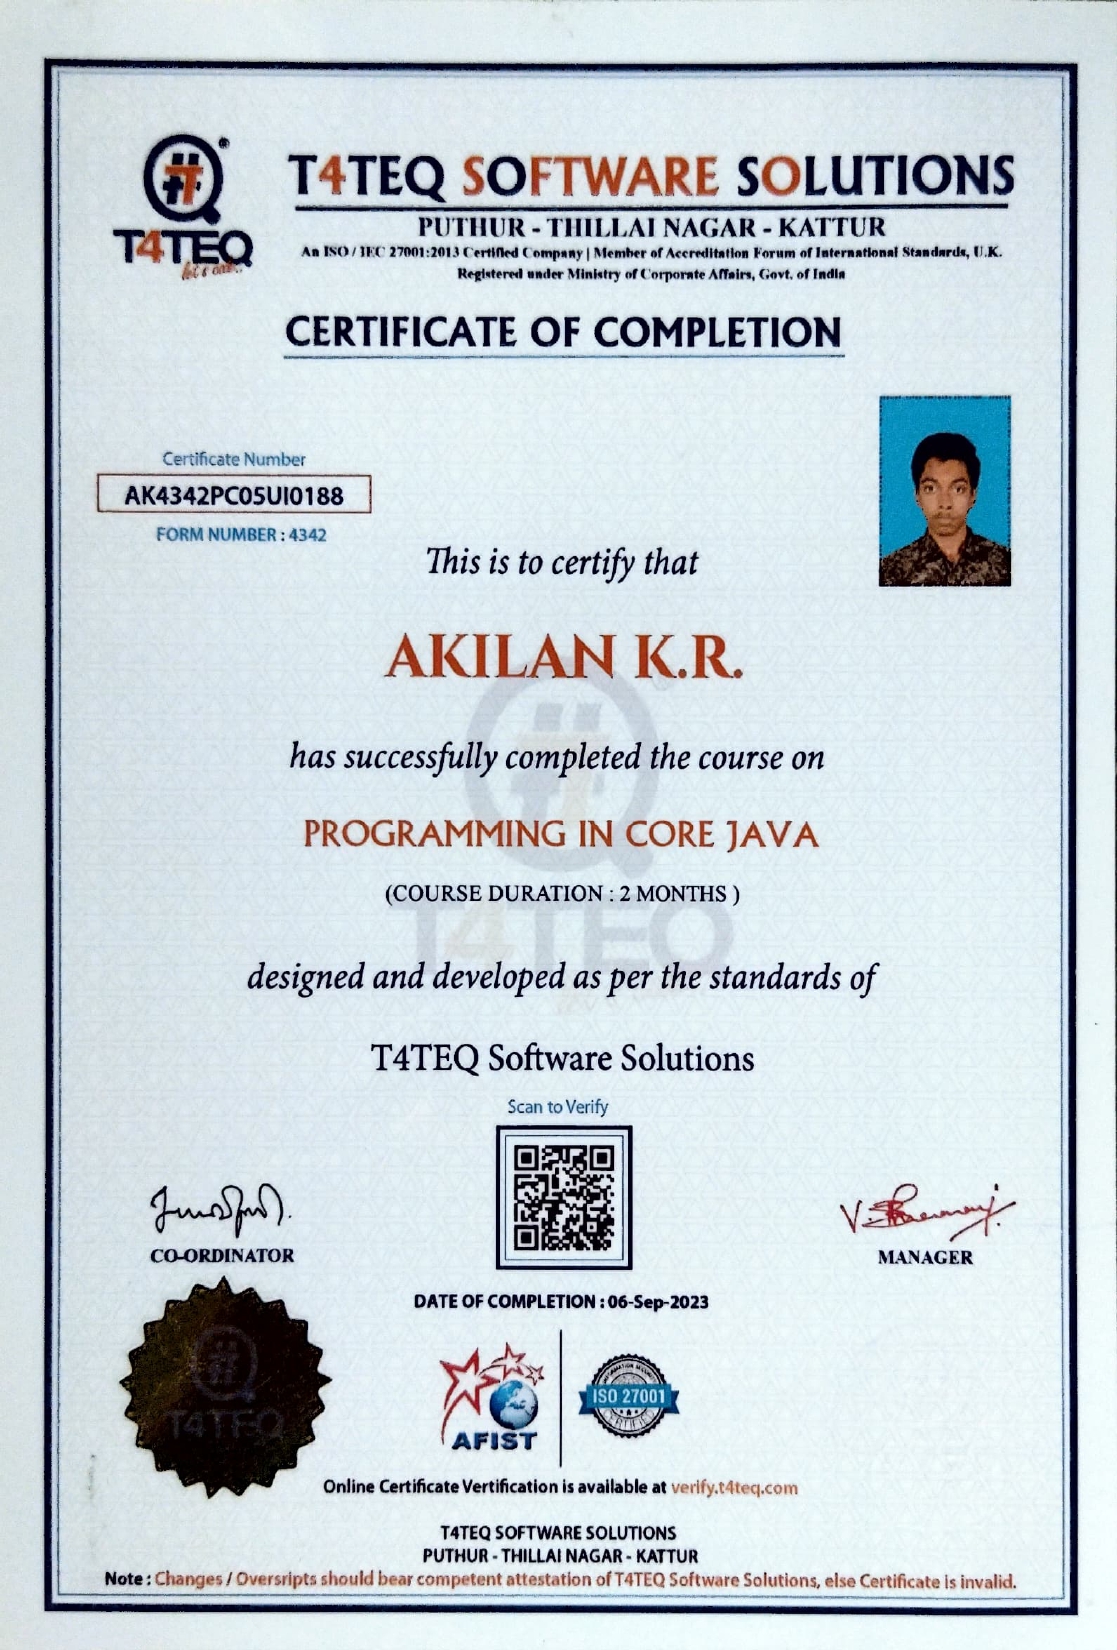 T4TEQ
let's one..
T4TEQ SOFTWARE SOLUTIONS
PUTHUR - THILLAI NAGAR - KATTUR
An ISO / IEC 27001:2013 Certified Company | Member of Accreditation Forum of International Standards, U.K.
Registered under Ministry of Corporate Affairs, Govt. of India
CERTIFICATE OF COMPLETION
Certificate Number
AK4342PC05UI0188
FORM NUMBER : 4342
This is to certify that
AKILAN K.R.
has successfully completed the course on
PROGRAMMING IN CORE JAVA
(COURSE DURATION : 2 MONTHS )
T4TEQ
designed and developed as per the standards of
T4TEQ Software Solutions
Scan to Verify
CO-ORDINATOR
MANAGER
DATE OF COMPLETION : 06-Sep-2023
T4TEQ
AFIST
ISO 27001
CERTIFIED
Online Certificate Vertification is available at verify.t4teq.com
T4TEQ SOFTWARE SOLUTIONS
PUTHUR - THILLAI NAGAR - KATTUR
Note : Changes / Oversripts should bear competent attestation of T4TEQ Software Solutions, else Certificate is invalid.